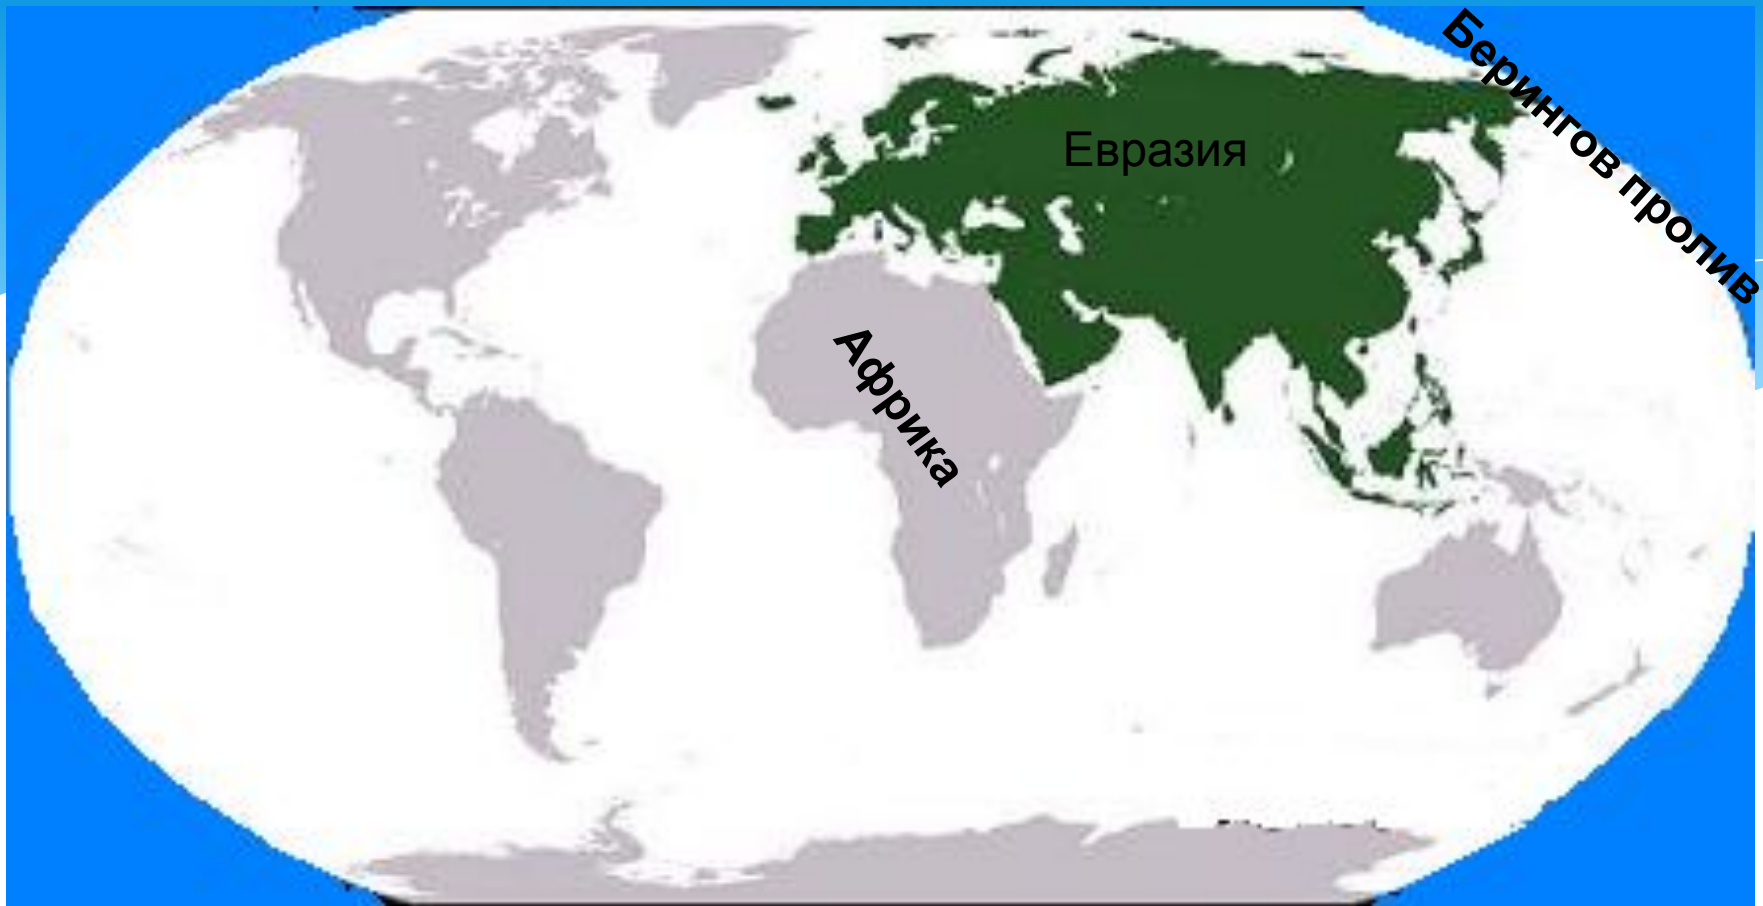 Берингов пролив
Евразия
Африка